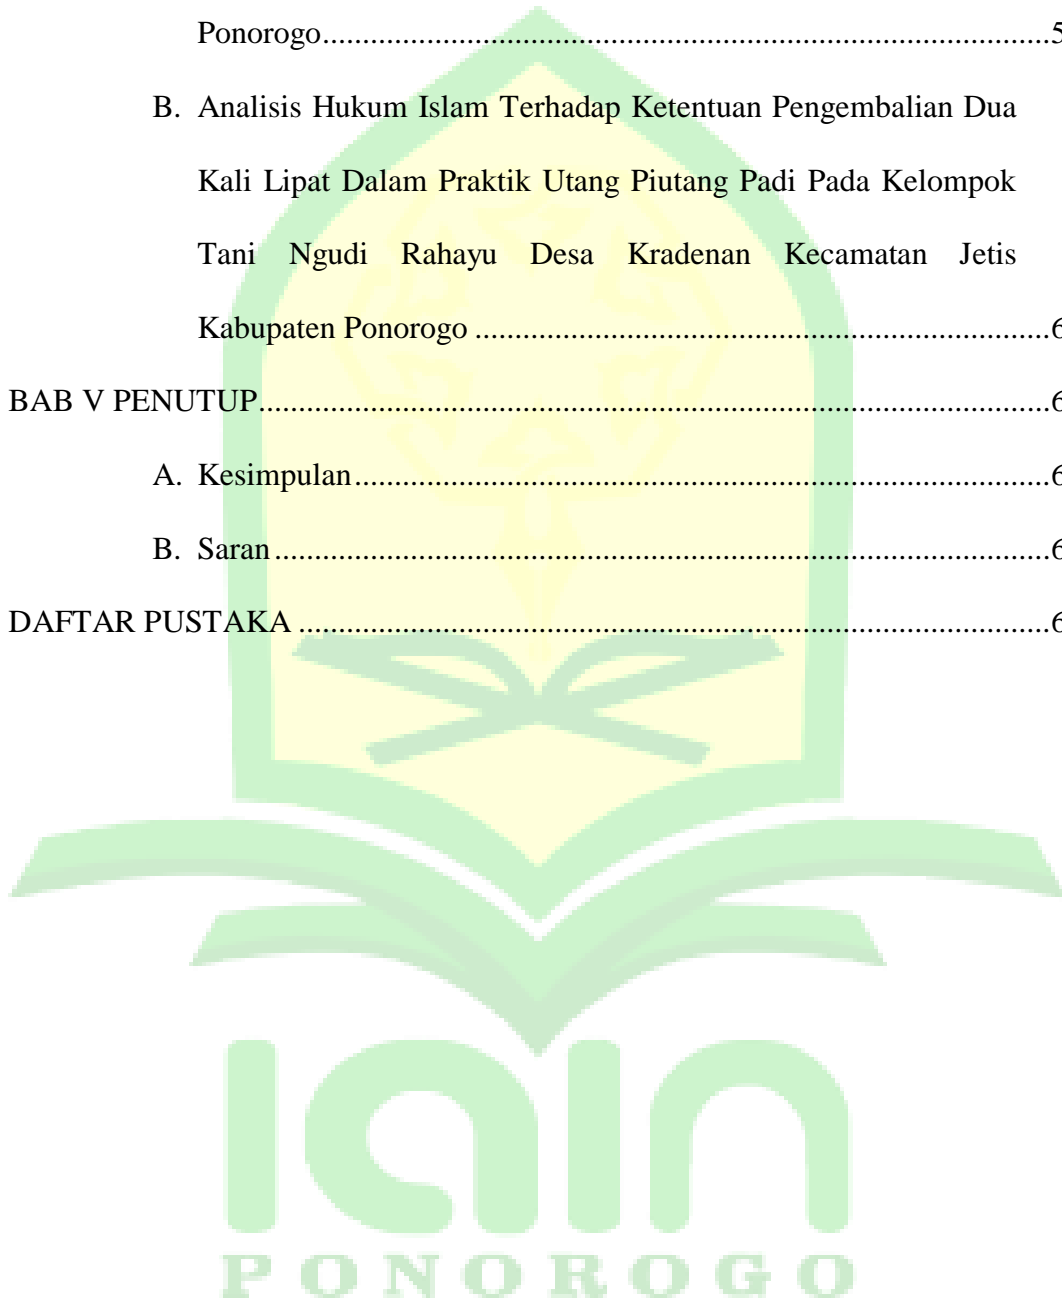 Ponorogo..............................................................................5
B. Analisis Hukum Islam Terhadap Ketentuan Pengembalian Dua
Kali Lipat Dalam Praktik Utang Piutang Padi Pada Kelompok
Tani Ngudi Rahayu Desa Kradenan Kecamatan Jetis
Kabupaten Ponorogo..............................................................6
BAB V PENUTUP.....................................................................................6
A. Kesimpulan...........................................................................6
B. Saran....................................................................................6
DAFTAR PUSTAKA.................................................................................6
iain
PONOROGO